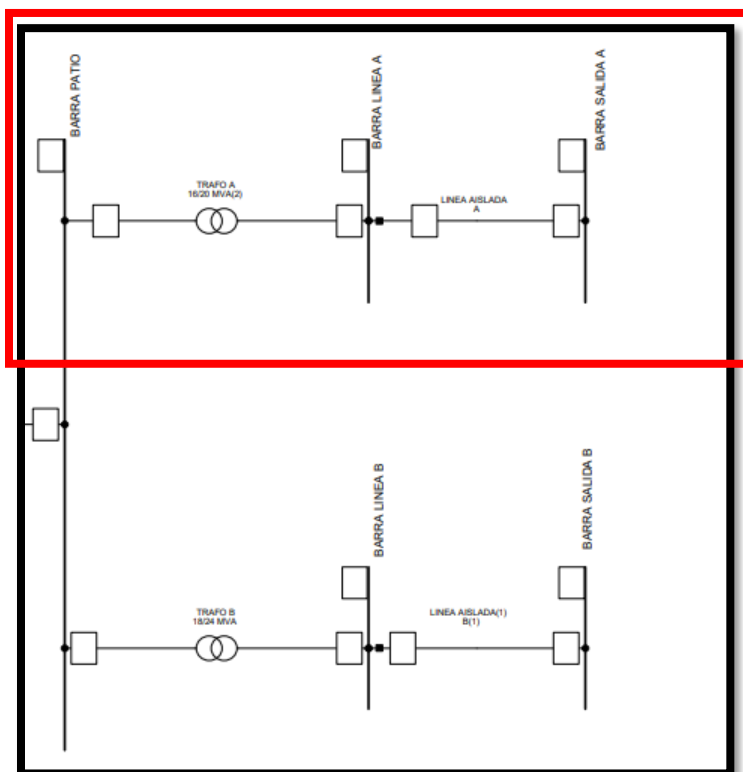 BARRA PATIO
BARRA LINEA A
BARRA SALIDA A
TRAFO A
16/20 MVA(2)
LINEA AISLADA
A
BARRA LINEA B
BARRA SALIDA B
TRAFO B
18/24 MVA
LINEA AISLADA(1)
B(1)